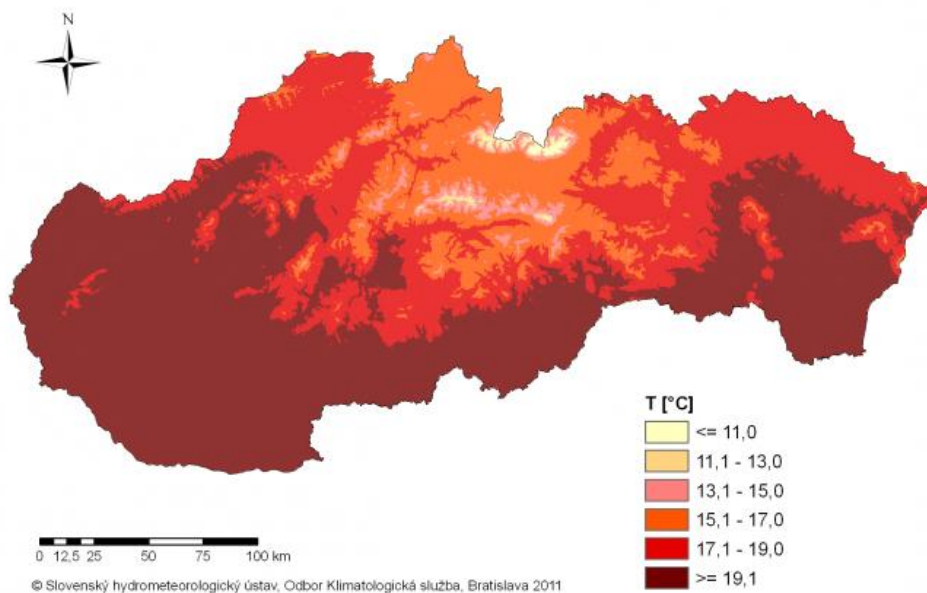 N
T [°C]
<= 11,0
11,1 - 13,0
13,1 - 15,0
15,1 - 17,0
17,1 - 19,0
>= 19,1
0 12,5 25 50 75 100 km
© Slovenský hydrometeorologický ústav, Odbor Klimatologická služba, Bratislava 2011